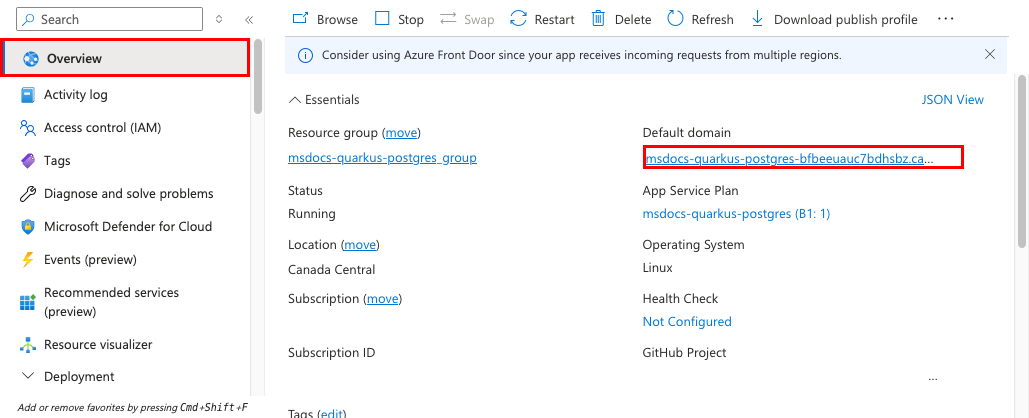 Search
Overview
Activity log
Access control (IAM)
Tags
Diagnose and solve problems
Microsoft Defender for Cloud
Events (preview)
Recommended services
(preview)
Resource visualizer
Deployment
Add or remove favorites by pressing Cmd+Shift+F
Browse Stop Swap Restart Delete Refresh Download publish profile ...
Consider using Azure Front Door since your app receives incoming requests from multiple regions.
Essentials
JSON View
Resource group (move)
msdocs-quarkus-postgres_group
Status
Running
Location (move)
Canada Central
Subscription (move)
Subscription ID
Default domain
msdocs-quarkus-postgres-bfbeeuauc7bdhsbz.ca...
App Service Plan
msdocs-quarkus-postgres (B1: 1)
Operating System
Linux
Health Check
Not Configured
GitHub Project
...
Tags (edit)